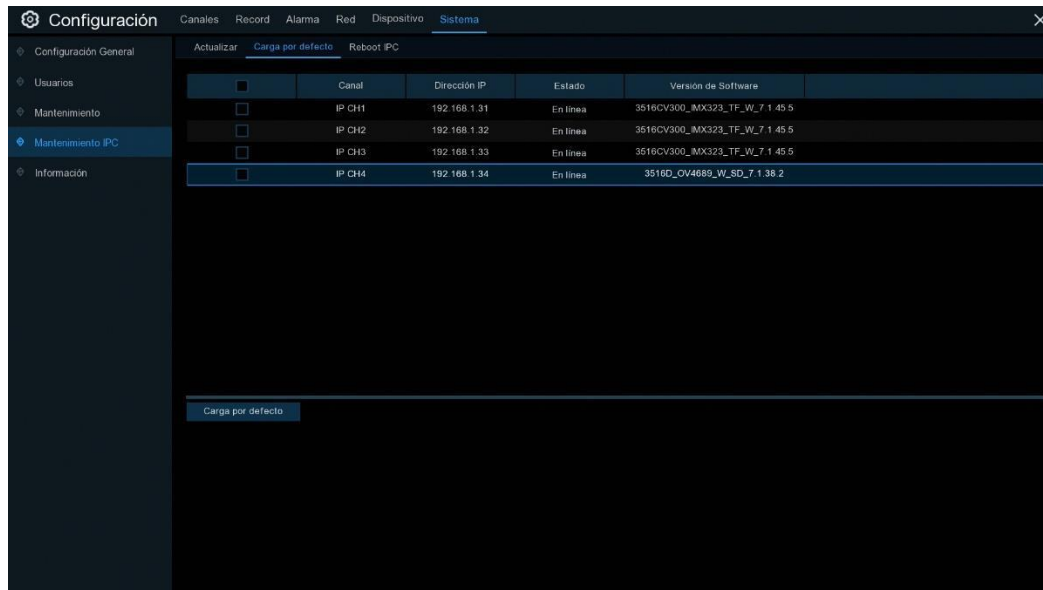 Configuración Canales Record Alarma Red Dispositivo Sistema
Configuración General
Usuarios
Mantenimiento
Mantenimiento IPC
Información
Actualizar Carga por defecto Reboot IPC
Canal Dirección IP Estado Versión de Software
IP CH1 192.168.1.31 En línea 3516CV300_IMX323_TF_W_7.1.45.5
IP CH2 192.168.1.32 En línea 3516CV300_IMX323_TF_W_7.1.45.5
IP CH3 192.168.1.33 En línea 3516CV300_IMX323_TF_W_7.1.45.5
IP CH4 192.168.1.34 En línea 3516D_OV4689_W_SD_7.1.38.2
Carga por defecto